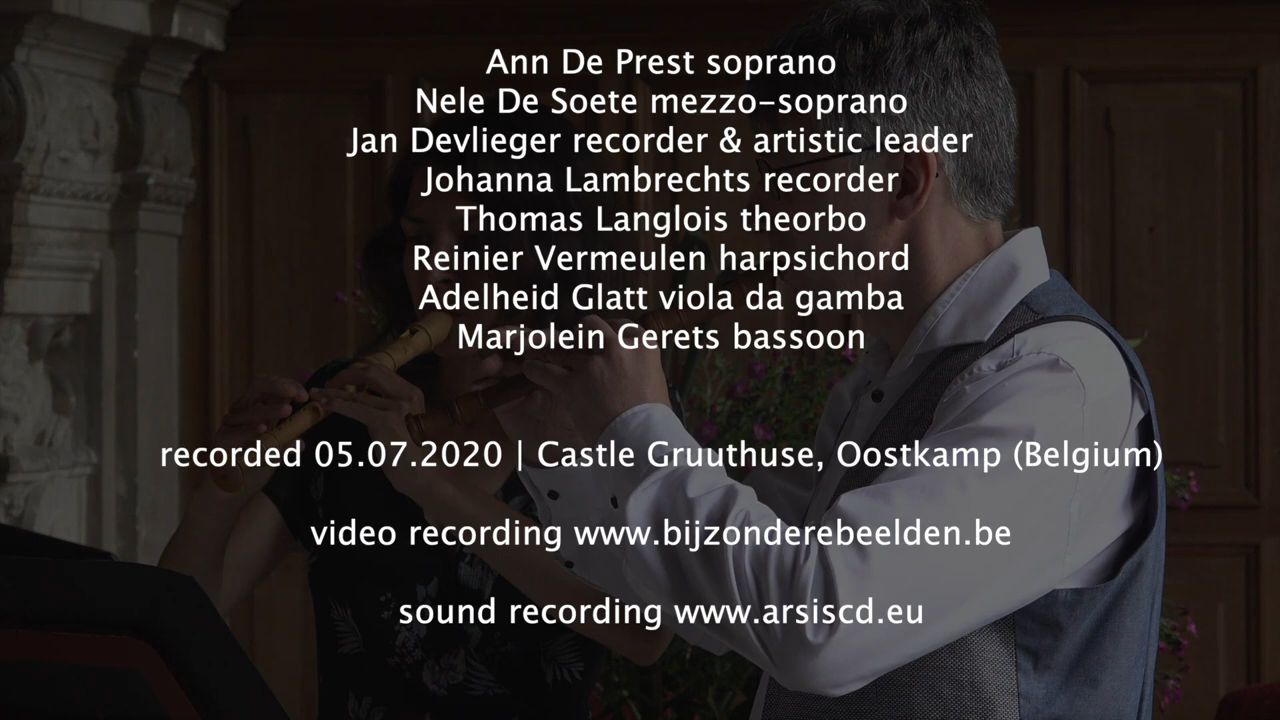 Ann De Prest soprano
Nele De Soete mezzo-soprano
Jan Devlieger recorder & artistic leader
Johanna Lambrechts recorder
Thomas Langlois theorbo
Reinier Vermeulen harpsichord
Adelheid Glatt viola da gamba
Marjolein Gerets bassoon
recorded 05.07.2020 | Castle Gruuthuse, Oostkamp (Belgium)
video recording www.bijzonderebeelden.be
sound recording www.arsiscd.eu